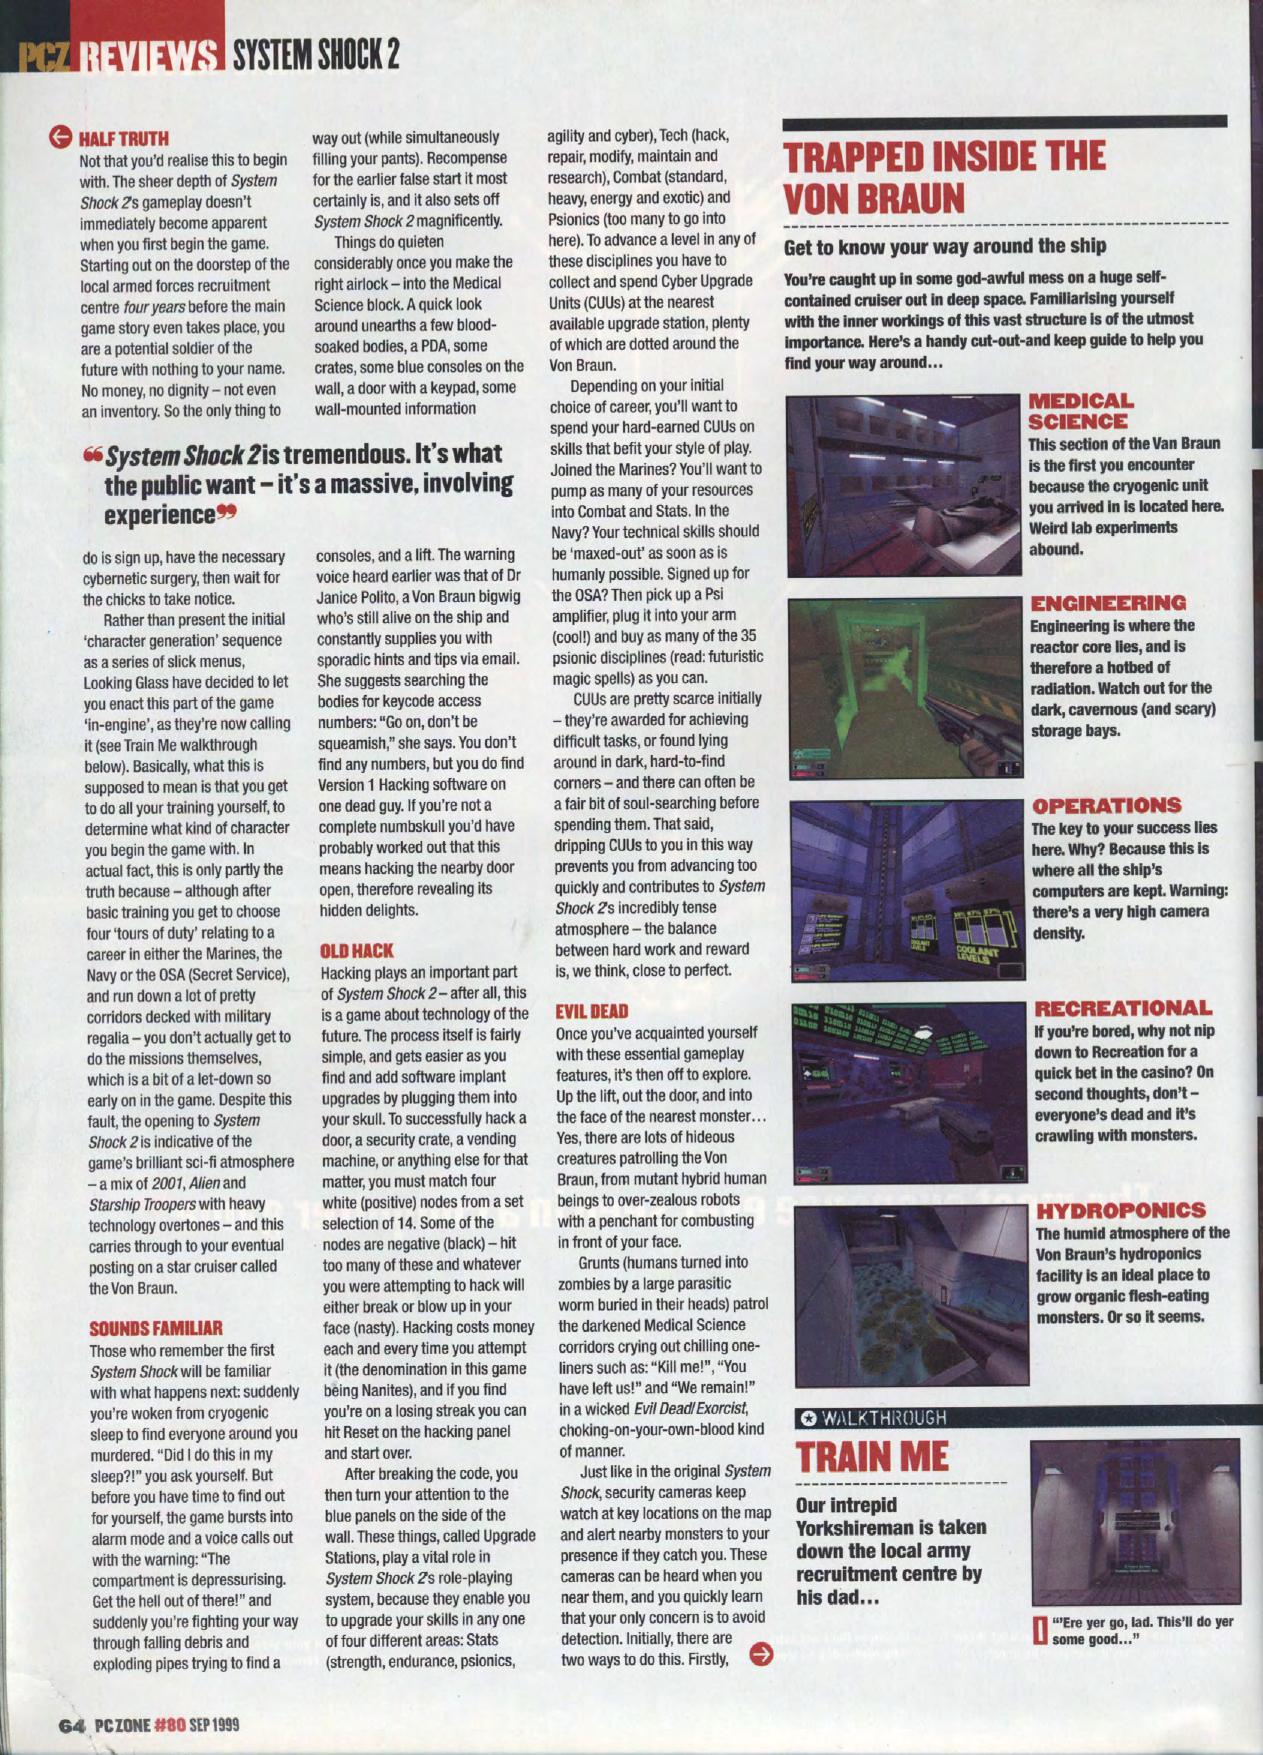 PCZ REVIEWS SYSTEM SHOCK 2
HALF TRUTH
Not that you'd realise this to begin
with. The sheer depth of System
Shock 2's gameplay doesn't
immediately become apparent
when you first begin the game.
Starting out on the doorstep of the
local armed forces recruitment
centre four years before the main
game story even takes place, you
are a potential soldier of the
future with nothing to your name.
No money, no dignity – not even
an inventory. So the only thing to
“System Shock 2 is tremendous. It's what
the public want – it's a massive, involving
experience”
do is sign up, have the necessary
cybernetic surgery, then wait for
the chicks to take notice.
Rather than present the initial
'character generation' sequence
as a series of slick menus,
Looking Glass have decided to let
you enact this part of the game
'in-engine', as they're now calling
it (see Train Me walkthrough
below). Basically, what this is
supposed to mean is that you get
to do all your training yourself, to
determine what kind of character
you begin the game with. In
actual fact, this is only partly the
truth because – although after
basic training you get to choose
four 'tours of duty' relating to a
career in either the Marines, the
Navy or the OSA (Secret Service),
and run down a lot of pretty
corridors decked with military
regalia – you don't actually get to
do the missions themselves,
which is a bit of a let-down so
early on in the game. Despite this
fault, the opening to System
Shock 2 is indicative of the
game's brilliant sci-fi atmosphere
– a mix of 2001, Alien and
Starship Troopers with heavy
technology overtones – and this
carries through to your eventual
posting on a star cruiser called
the Von Braun.
SOUNDS FAMILIAR
Those who remember the first
System Shock will be familiar
with what happens next: suddenly
you're woken from cryogenic
sleep to find everyone around you
murdered. "Did I do this in my
sleep?!" you ask yourself. But
before you have time to find out
for yourself, the game bursts into
alarm mode and a voice calls out
with the warning: "The
compartment is depressurising.
Get the hell out of there!" and
suddenly you're fighting your way
through falling debris and
exploding pipes trying to find a
way out (while simultaneously
filling your pants). Recompense
for the earlier false start it most
certainly is, and it also sets off
System Shock 2 magnificently.
Things do quieten
considerably once you make the
right airlock – into the Medical
Science block. A quick look
around unearths a few blood-
soaked bodies, a PDA, some
crates, some blue consoles on the
wall, a door with a keypad, some
wall-mounted information
consoles, and a lift. The warning
voice heard earlier was that of Dr
Janice Polito, a Von Braun bigwig
who's still alive on the ship and
constantly supplies you with
sporadic hints and tips via email.
She suggests searching the
bodies for keycode access
numbers: "Go on, don't be
squeamish," she says. You don't
find any numbers, but you do find
Version 1 Hacking software on
one dead guy. If you're not a
complete numbskull you'd have
probably worked out that this
means hacking the nearby door
open, therefore revealing its
hidden delights.
OLD HACK
Hacking plays an important part
of System Shock 2 – after all, this
is a game about technology of the
future. The process itself is fairly
simple, and gets easier as you
find and add software implant
upgrades by plugging them into
your skull. To successfully hack a
door, a security crate, a vending
machine, or anything else for that
matter, you must match four
white (positive) nodes from a set
selection of 14. Some of the
nodes are negative (black) – hit
too many of these and whatever
you were attempting to hack will
either break or blow up in your
face (nasty). Hacking costs money
each and every time you attempt
it (the denomination in this game
being Nanites), and if you find
you're on a losing streak you can
hit Reset on the hacking panel
and start over.
After breaking the code, you
then turn your attention to the
blue panels on the side of the
wall. These things, called Upgrade
Stations, play a vital role in
System Shock 2's role-playing
system, because they enable you
to upgrade your skills in any one
of four different areas: Stats
(strength, endurance, psionics,
agility and cyber), Tech (hack,
repair, modify, maintain and
research), Combat (standard,
heavy, energy and exotic) and
Psionics (too many to go into
here). To advance a level in any of
these disciplines you have to
collect and spend Cyber Upgrade
Units (CUUs) at the nearest
available upgrade station, plenty
of which are dotted around the
Von Braun.
Depending on your initial
choice of career, you'll want to
spend your hard-earned CUUs on
skills that befit your style of play.
Joined the Marines? You'll want to
pump as many of your resources
into Combat and Stats. In the
Navy? Your technical skills should
be 'maxed-out' as soon as is
humanly possible. Signed up for
the OSA? Then pick up a Psi
amplifier, plug it into your arm
(cool!) and buy as many of the 35
psionic disciplines (read: futuristic
magic spells) as you can.
CUUs are pretty scarce initially
– they're awarded for achieving
difficult tasks, or found lying
around in dark, hard-to-find
corners – and there can often be
a fair bit of soul-searching before
spending them. That said,
dripping CUUs to you in this way
prevents you from advancing too
quickly and contributes to System
Shock 2's incredibly tense
atmosphere – the balance
between hard work and reward
is, we think, close to perfect.
EVIL DEAD
Once you've acquainted yourself
with these essential gameplay
features, it's then off to explore.
Up the lift, out the door, and into
the face of the nearest monster...
Yes, there are lots of hideous
creatures patrolling the Von
Braun, from mutant hybrid human
beings to over-zealous robots
with a penchant for combusting
in front of your face.
Grunts (humans turned into
zombies by a large parasitic
worm buried in their heads) patrol
the darkened Medical Science
corridors crying out chilling one-
liners such as: "Kill me!", "You
have left us!" and "We remain!"
in a wicked Evil Dead/Exorcist,
choking-on-your-own-blood kind
of manner.
Just like in the original System
Shock, security cameras keep
watch at key locations on the map
and alert nearby monsters to your
presence if they catch you. These
cameras can be heard when you
near them, and you quickly learn
that your only concern is to avoid
detection. Initially, there are
two ways to do this. Firstly,
TRAPPED INSIDE THE
VON BRAUN
Get to know your way around the ship
You're caught up in some god-awful mess on a huge self-
contained cruiser out in deep space. Familiarising yourself
with the inner workings of this vast structure is of the utmost
importance. Here's a handy cut-out-and keep guide to help you
find your way around...
MEDICAL
SCIENCE
This section of the Van Braun
is the first you encounter
because the cryogenic unit
you arrived in is located here.
Weird lab experiments
abound.
ENGINEERING
Engineering is where the
reactor core lies, and is
therefore a hotbed of
radiation. Watch out for the
dark, cavernous (and scary)
storage bays.
OPERATIONS
The key to your success lies
here. Why? Because this is
where all the ship's
computers are kept. Warning:
there's a very high camera
density.
COOLANT
LEVELS
RECREATIONAL
If you're bored, why not nip
down to Recreation for a
quick bet in the casino? On
second thoughts, don't –
everyone's dead and it's
crawling with monsters.
HYDROPONICS
The humid atmosphere of the
Von Braun's hydroponics
facility is an ideal place to
grow organic flesh-eating
monsters. Or so it seems.
WALKTHROUGH
TRAIN ME
Our intrepid
Yorkshireman is taken
down the local army
recruitment centre by
his dad...
"'Ere yer go, lad. This'll do yer
some good..."
64 PC ZONE #80 SEP 1999